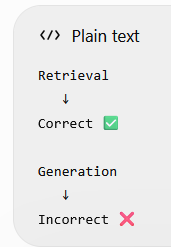 </> Plain text
Retrieval
↓
Correct ✅
Generation
↓
Incorrect ❌